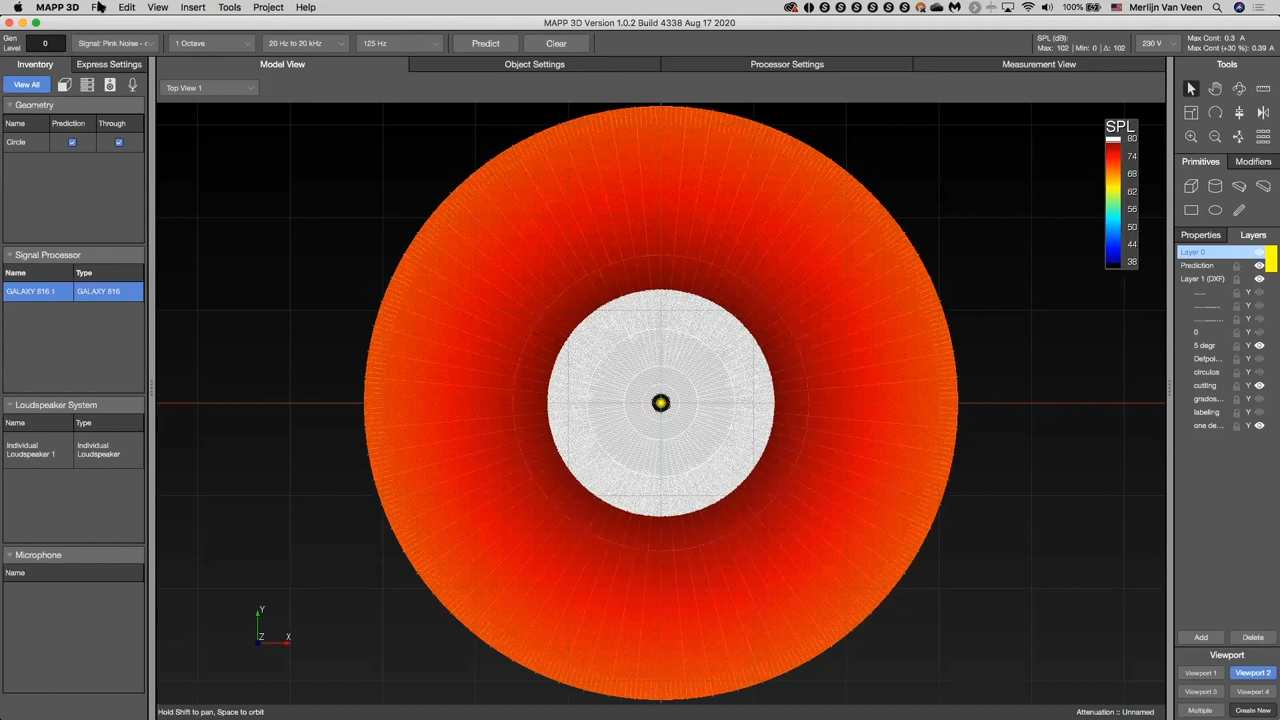 MAPP 3D Edit View Insert Tools Project Help 100% Merlijn Van Veen
MAPP 3D Version 1.0.2 Build 4338 Aug 17 2020
Gen Level 0 Signal: Pink Noise - 1 Octave 20 Hz to 20 kHz 125 Hz Predict Clear
SPL (dB): Max: 102 | Min: 0 | Δ: 102
230 V
Max Cont: 0.3 A
Max Cont (+30 %): 0.39 A
Inventory Express Settings Model View Object Settings Processor Settings Measurement View Tools
View All
Top View 1
Geometry
Name Prediction Through
Circle
SPL
80
74
68
62
56
50
44
38
Primitives Modifiers
Properties Layers
Layer 0
Prediction
Layer 1 (DXF)
---- Y
-------... Y
-------... Y
0 Y
5 degr Y
Defpoi... Y
circulos Y
cutting Y
grados... Y
labeling Y
one de... Y
Signal Processor
Name Type
GALAXY 816 1 GALAXY 816
Loudspeaker System
Name Type
Individual Loudspeaker 1 Individual Loudspeaker
Microphone
Name
Y
Z X
Add Delete
Viewport
Viewport 1 Viewport 2
Viewport 3 Viewport 4
Multiple Create New
Hold Shift to pan, Space to orbit
Attenuation :: Unnamed